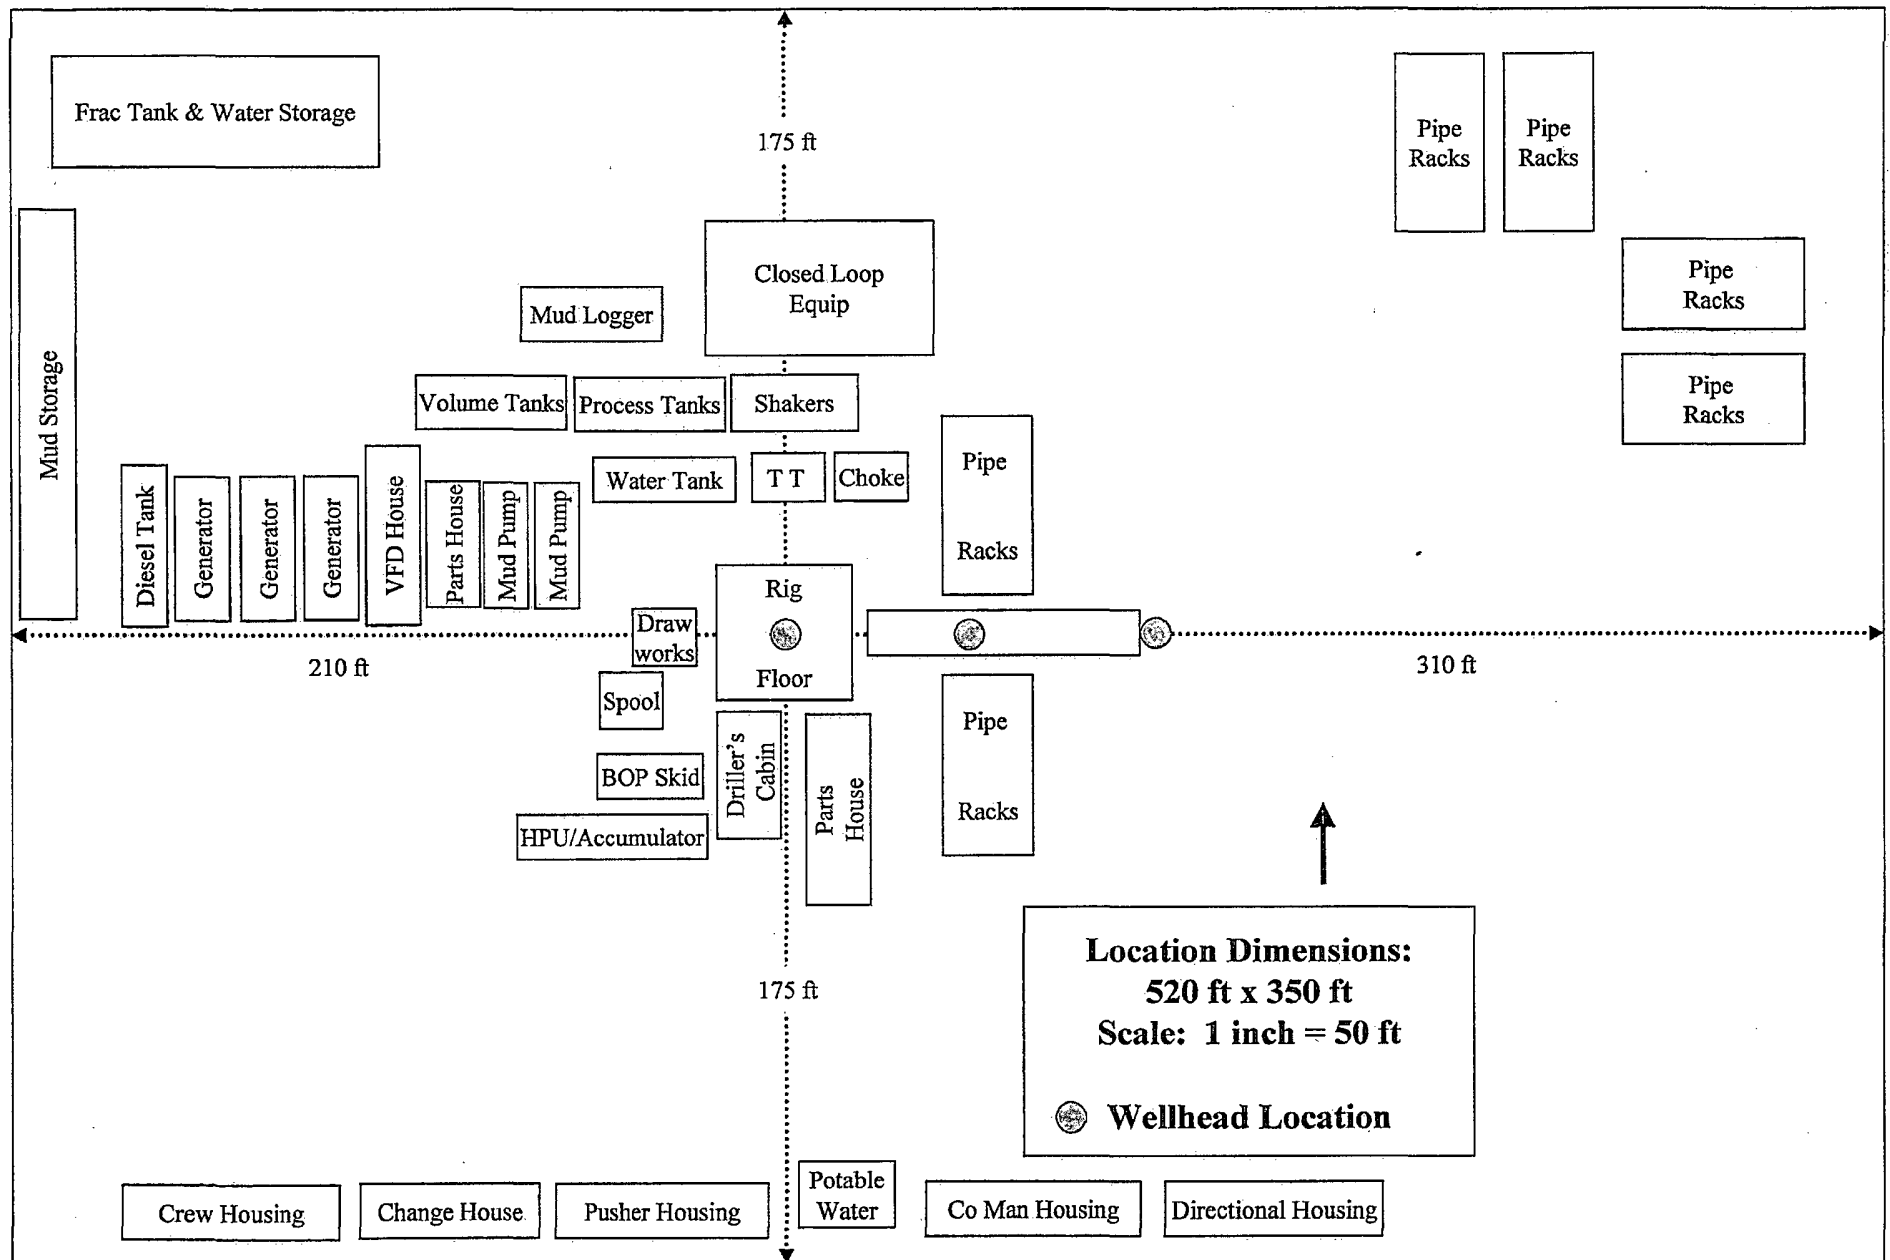 Frac Tank & Water Storage
175 ft
Pipe
Racks
Pipe
Racks
Mud Storage
Closed Loop
Equip
Pipe
Racks
Mud Logger
Pipe
Racks
Volume Tanks
Process Tanks
Shakers
Diesel Tank
Generator
Generator
Generator
VFD House
Parts House
Mud Pump
Mud Pump
Water Tank
T T
Choke
Pipe
Racks
Draw
works
Rig
Floor
210 ft
310 ft
Spool
BOP Skid
HPU/Accumulator
Driller's
Cabin
Parts
House
Pipe
Racks
175 ft
Location Dimensions:
520 ft x 350 ft
Scale: 1 inch = 50 ft
Wellhead Location
Crew Housing
Change House
Pusher Housing
Potable
Water
Co Man Housing
Directional Housing